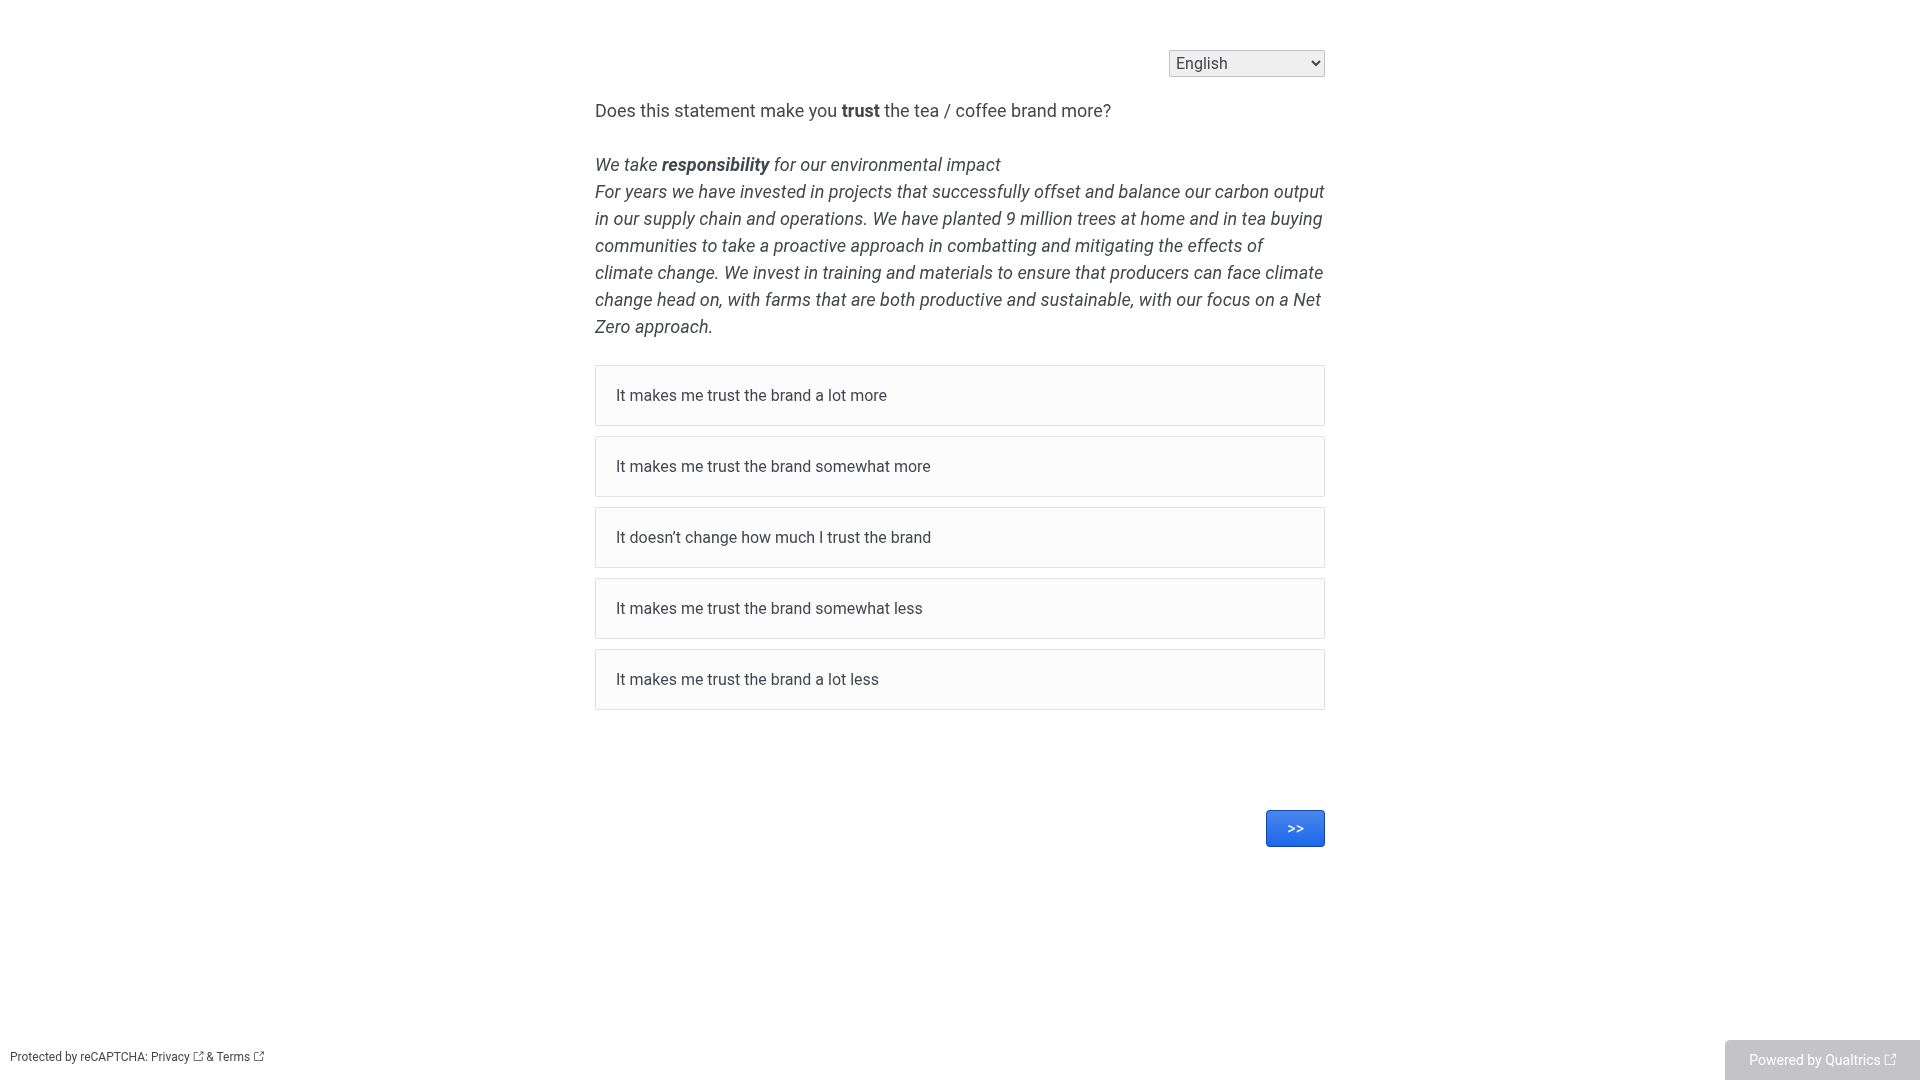 English
Does this statement make you trust the tea / coffee brand more?
We take responsibility for our environmental impact
For years we have invested in projects that successfully offset and balance our carbon output
in our supply chain and operations. We have planted 9 million trees at home and in tea buying
communities to take a proactive approach in combatting and mitigating the effects of
climate change. We invest in training and materials to ensure that producers can face climate
change head on, with farms that are both productive and sustainable, with our focus on a Net
Zero approach.
It makes me trust the brand a lot more
It makes me trust the brand somewhat more
It doesn’t change how much I trust the brand
It makes me trust the brand somewhat less
It makes me trust the brand a lot less
>>
Protected by reCAPTCHA: Privacy & Terms
Powered by Qualtrics